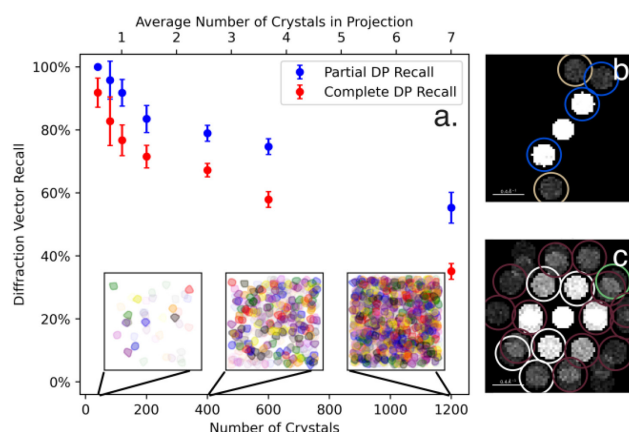 Average Number of Crystals in Projection
1 2 3 4 5 6 7
100%
80%
60%
40%
20%
0%
Diffraction Vector Recall
Partial DP Recall
Complete DP Recall
a.
0 200 400 600 800 1000 1200
Number of Crystals
b
c